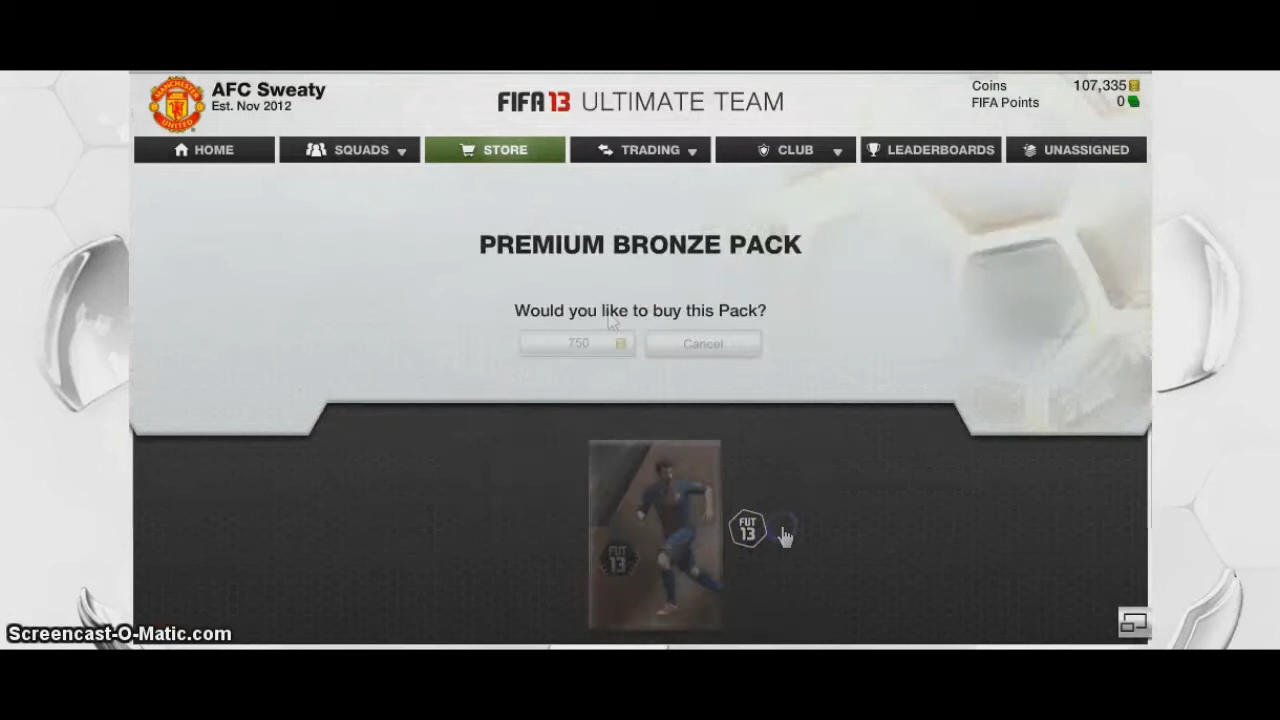 AFC Sweaty
Est. Nov 2012
FIFA 13 ULTIMATE TEAM
Coins 107,335
FIFA Points 0
HOME SQUADS STORE TRADING CLUB LEADERBOARDS UNASSIGNED
PREMIUM BRONZE PACK
Would you like to buy this Pack?
750 Cancel
FUT
13
FUT
13
Screencast-O-Matic.com